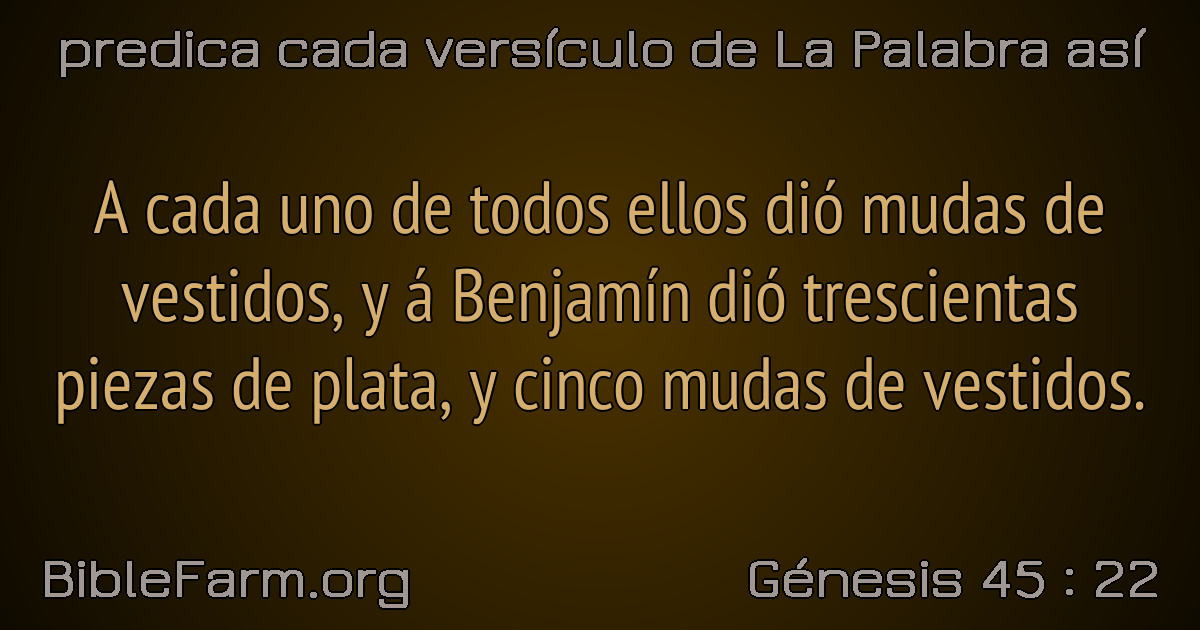 predica cada versículo de La Palabra así
A cada uno de todos ellos dió mudas de
vestidos, y á Benjamín dió trescientas
piezas de plata, y cinco mudas de vestidos.
BibleFarm.org
Génesis 45 : 22